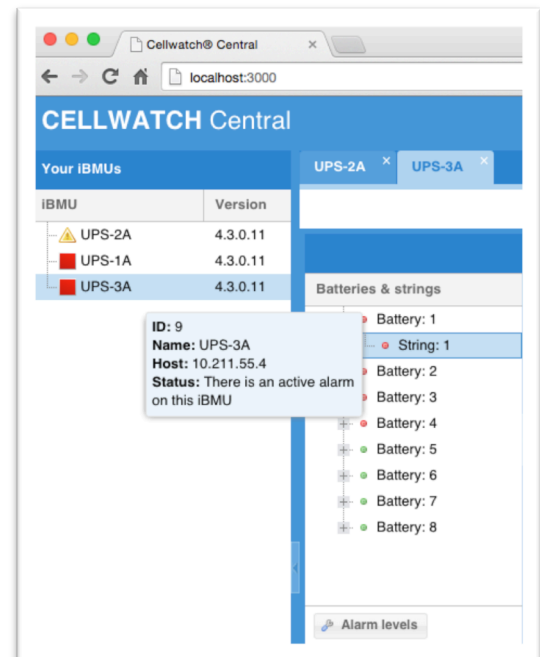 Cellwatch® Central
localhost:3000
CELLWATCH Central
Your iBMUs
UPS-2A
UPS-3A
iBMU Version
UPS-2A 4.3.0.11
UPS-1A 4.3.0.11
UPS-3A 4.3.0.11
ID: 9
Name: UPS-3A
Host: 10.211.55.4
Status: There is an active alarm
on this iBMU
Batteries & strings
Battery: 1
String: 1
Battery: 2
Battery: 3
Battery: 4
Battery: 5
Battery: 6
Battery: 7
Battery: 8
Alarm levels